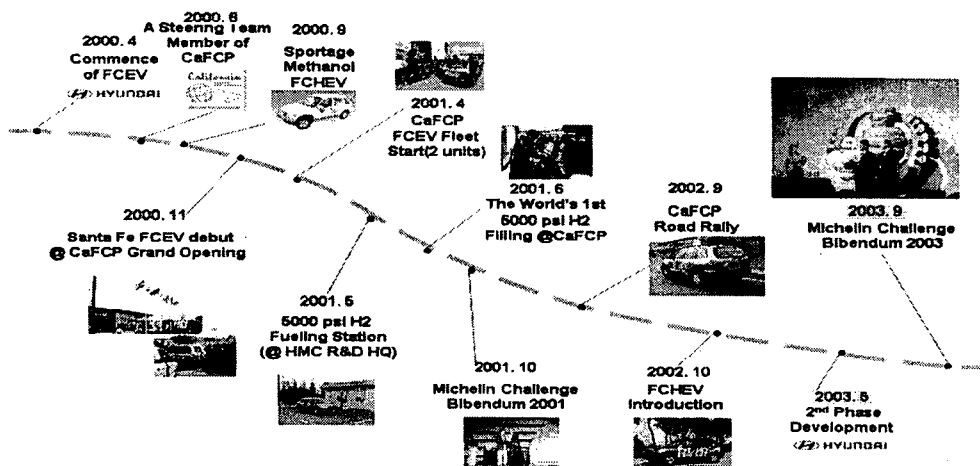 2000. 4
Commence
of FCEV
HYUNDAI
2000. 6
A Steering Team
Member of
CaFCP
California
2000. 9
Sportage
Methanol
FCHEV
2000. 11
Santa Fe FCEV debut
@ CaFCP Grand Opening
2001. 4
CaFCP
FCEV Fleet
Start(2 units)
2001. 5
5000 psi H2
Fueling Station
(@ HMC R&D HQ)
2001. 6
The World's 1st
5000 psi H2
Filling @CaFCP
2001. 10
Michelin Challenge
Bibendum 2001
2002. 9
CaFCP
Road Rally
2002. 10
FCHEV
Introduction
2003. 5
2nd Phase
Development
HYUNDAI
2003. 9
Michelin Challenge
Bibendum 2003